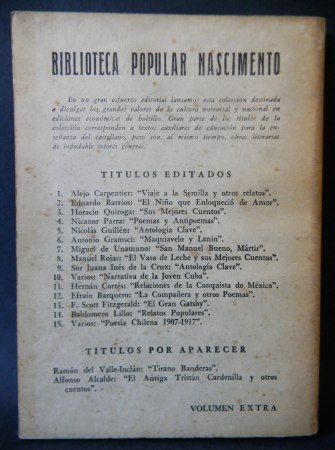 BIBLIOTECA POPULAR NASCIMENTO
En un gran esfuerzo editorial lanzamos esta colección destinada
a divulgar los grandes valores de la cultura universal y nacional en
ediciones económicas de bolsillo. Gran parte de los títulos de la
colección corresponden a textos auxiliares de educación para la en-
señanza del castellano, pero son, al mismo tiempo, obras literarias
de indudable interés general.
TITULOS EDITADOS
1. Alejo Carpentier: "Viaje a la Semilla y otros relatos".
2. Eduardo Barrios: "El Niño que Enloqueció de Amor".
3. Horacio Quiroga: "Sus Mejores Cuentos".
4. Nicanor Parra: "Poemas y Antipoemas".
5. Nicolás Guillén: "Antología Clave".
6. Antonio Gramsci: "Maquiavelo y Lenin".
7. Miguel de Unamuno: "San Manuel Bueno, Mártir".
8. Manuel Rojas: "El Vaso de Leche y sus Mejores Cuentos".
9. Sor Juana Inés de la Cruz: "Antología Clave".
10. Varios: "Narrativa de la Joven Cuba".
11. Hernán Cortés: "Relaciones de la Conquista de México".
12. Efraín Barquero: "La Compañera y otros Poemas".
13. F. Scott Fitzgerald: "El Gran Gatsby".
14. Baldomero Lillo: "Relatos Populares".
15. Varios: "Poesía Chilena 1907-1917".
TITULOS POR APARECER
Ramón del Valle-Inclán: "Tirano Banderas".
Alfonso Alcalde: "El Auriga Tristán Cardenilla y otros
cuentos".
VOLUMEN EXTRA